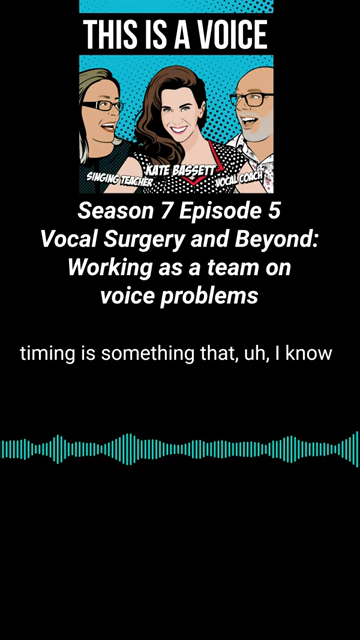 THIS IS A VOICE
KATE BASSETT
SINGING TEACHER
VOCAL COACH
Season 7 Episode 5
Vocal Surgery and Beyond:
Working as a team on
voice problems
timing is something that, uh, I know